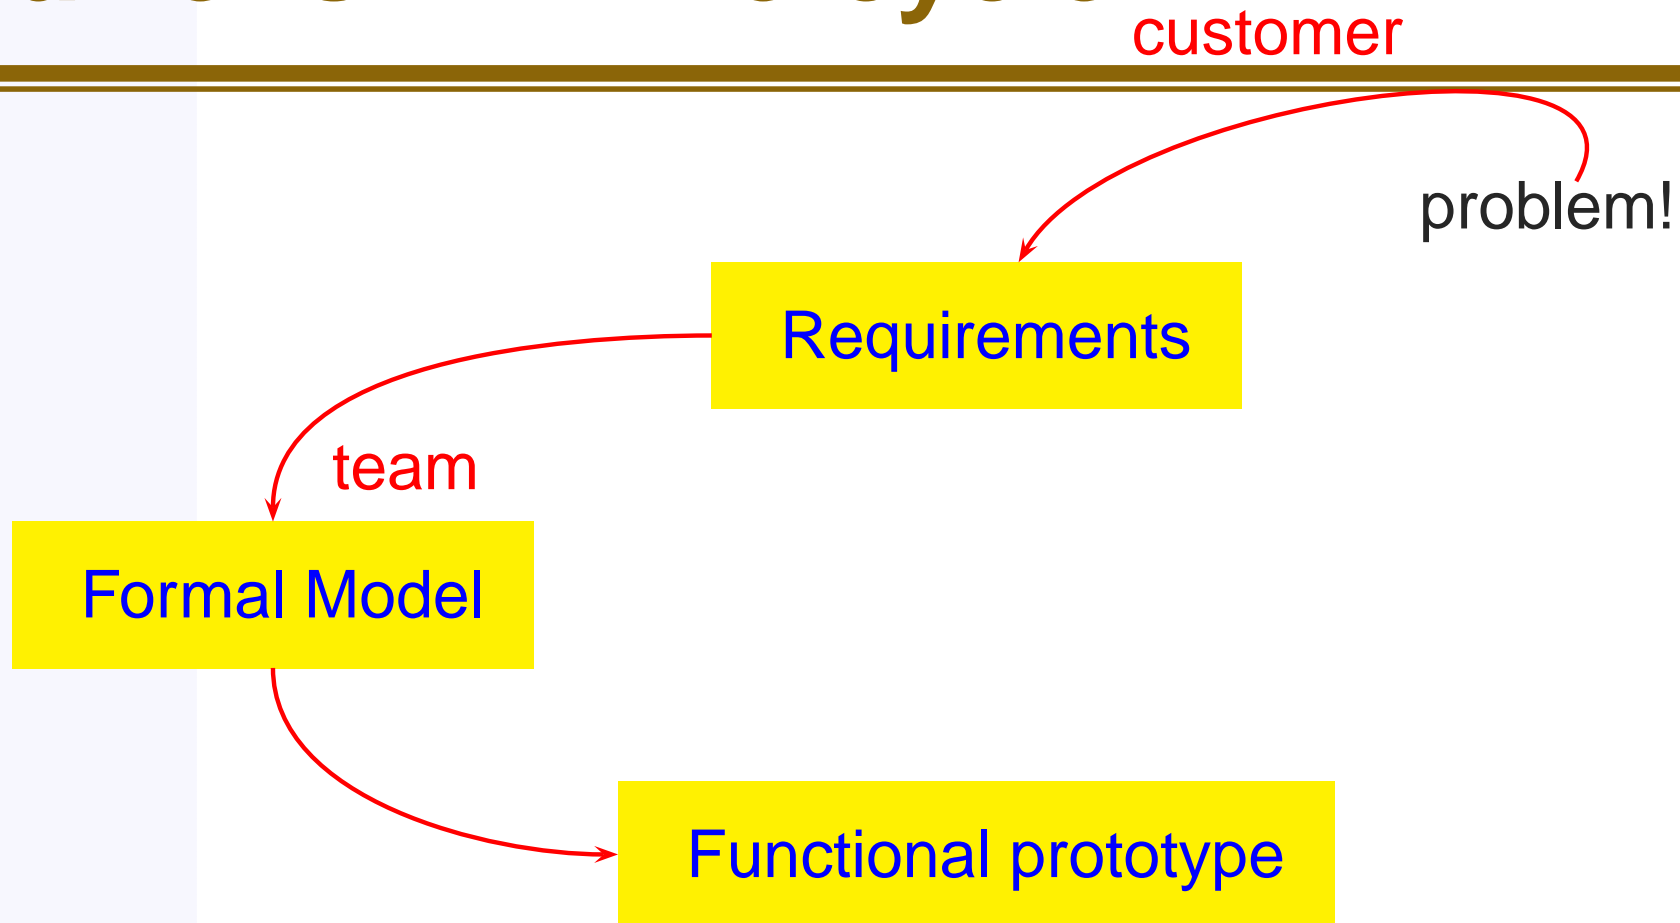 customer
problem!
Requirements
team
Formal Model
Functional prototype